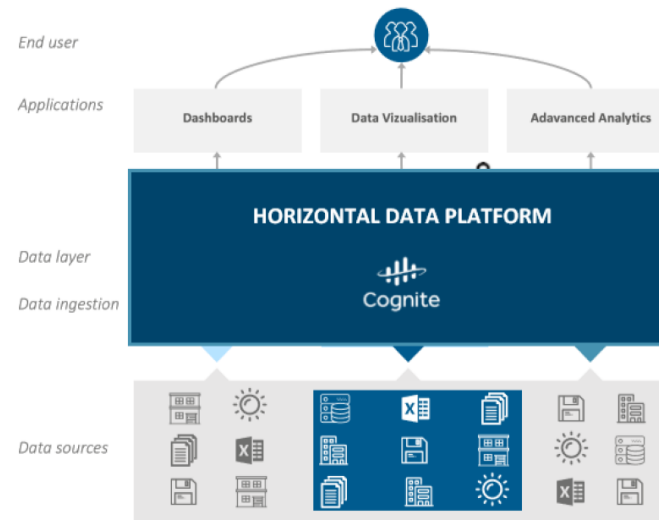 End user
Applications
Dashboards
Data Vizualisation
Adavanced Analytics
HORIZONTAL DATA PLATFORM
Data layer
Cognite
Data ingestion
Data sources
X
X
X